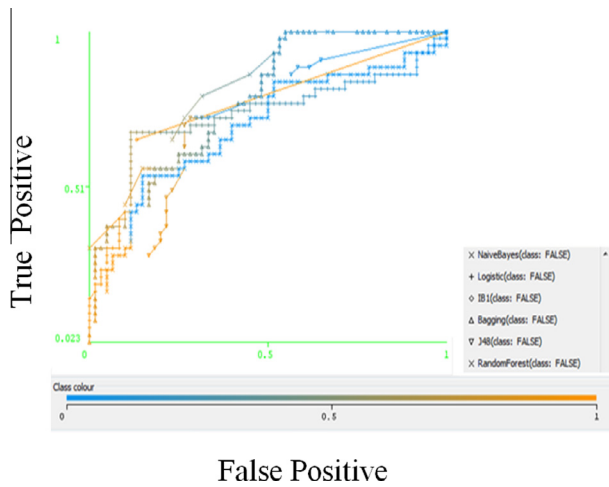 True Positive
1
0.51
0.023
0
0.5
1
× NaiveBayes(class: FALSE)
+ Logistic(class: FALSE)
◇ IB1(class: FALSE)
△ Bagging(class: FALSE)
▽ J48(class: FALSE)
× RandomForest(class: FALSE)
Class colour
0
0.5
1
False Positive